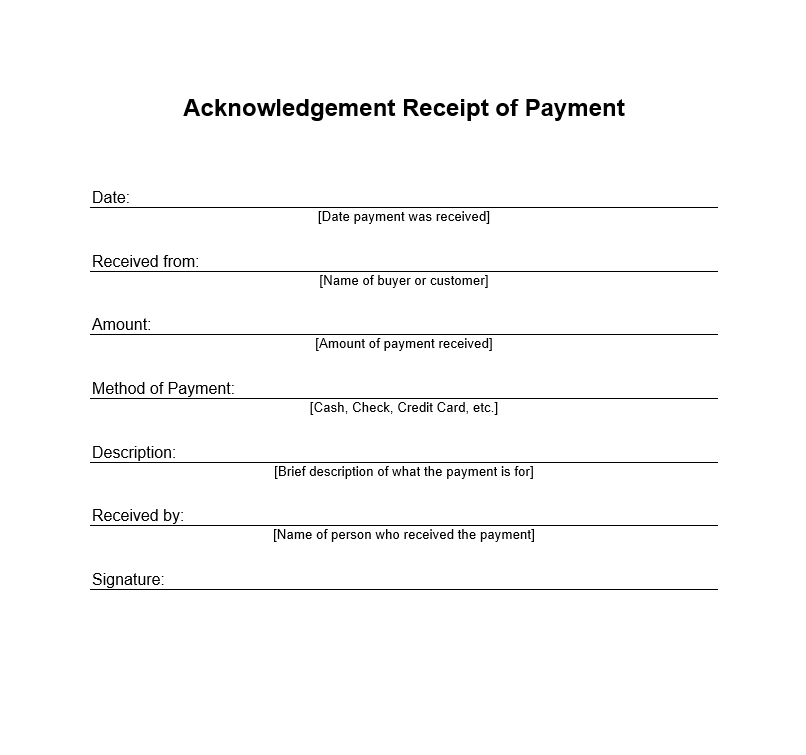 Acknowledgement Receipt of Payment
Date:
[Date payment was received]
Received from:
[Name of buyer or customer]
Amount:
[Amount of payment received]
Method of Payment:
[Cash, Check, Credit Card, etc.]
Description:
[Brief description of what the payment is for]
Received by:
[Name of person who received the payment]
Signature: